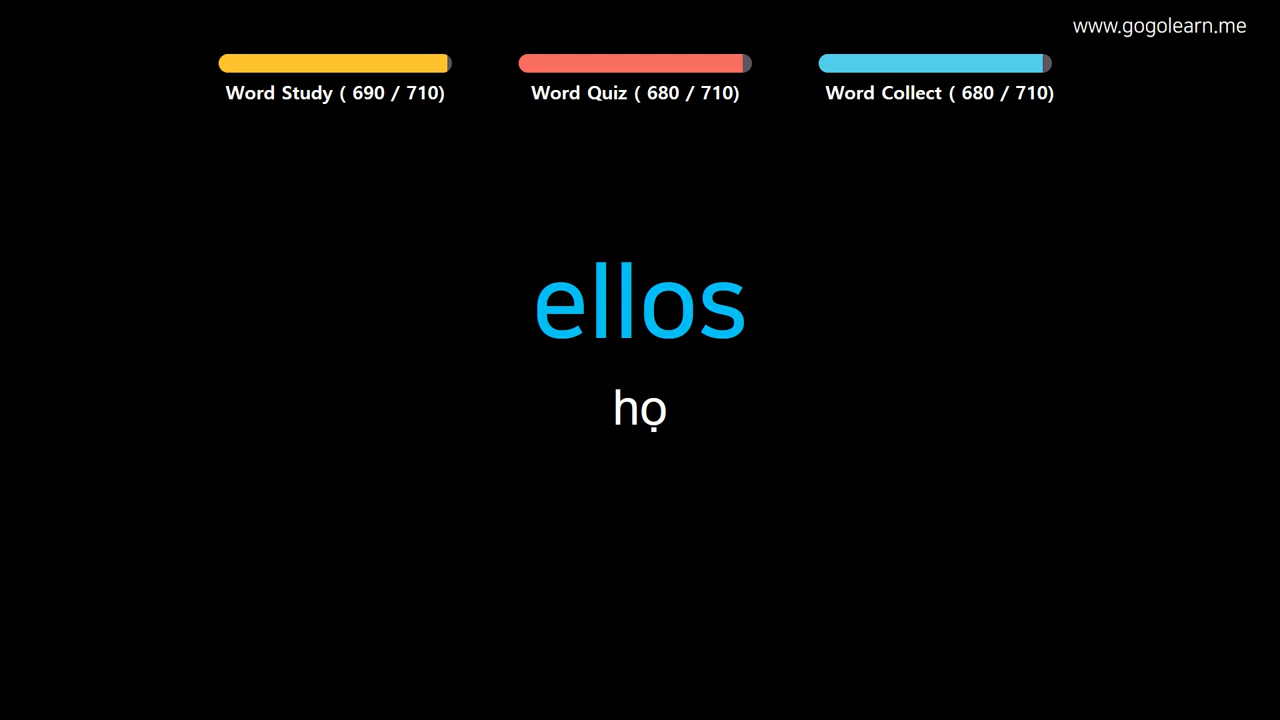 www.gogolearn.me
Word Study ( 690 / 710)
Word Quiz ( 680 / 710)
Word Collect ( 680 / 710)
ellos
họ